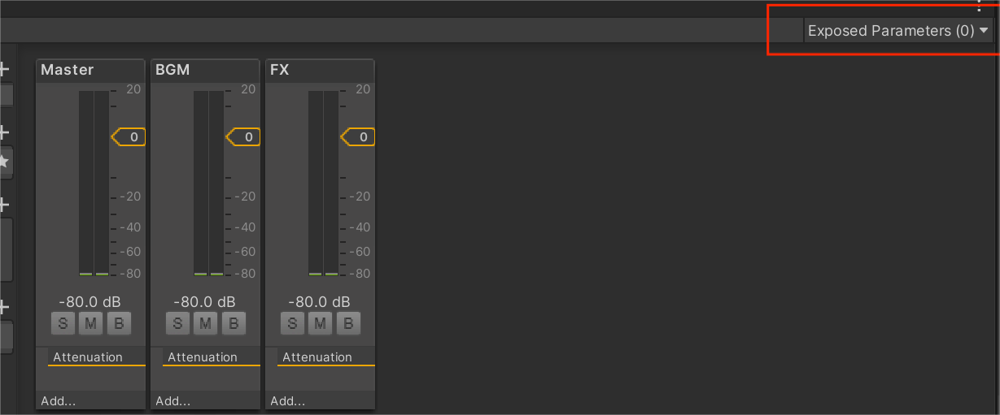 Exposed Parameters (0)
Master
20
0
-20
-40
-60
-80
-80.0 dB
S M B
Attenuation
Add...
BGM
20
0
-20
-40
-60
-80
-80.0 dB
S M B
Attenuation
Add...
FX
20
0
-20
-40
-60
-80
-80.0 dB
S M B
Attenuation
Add...